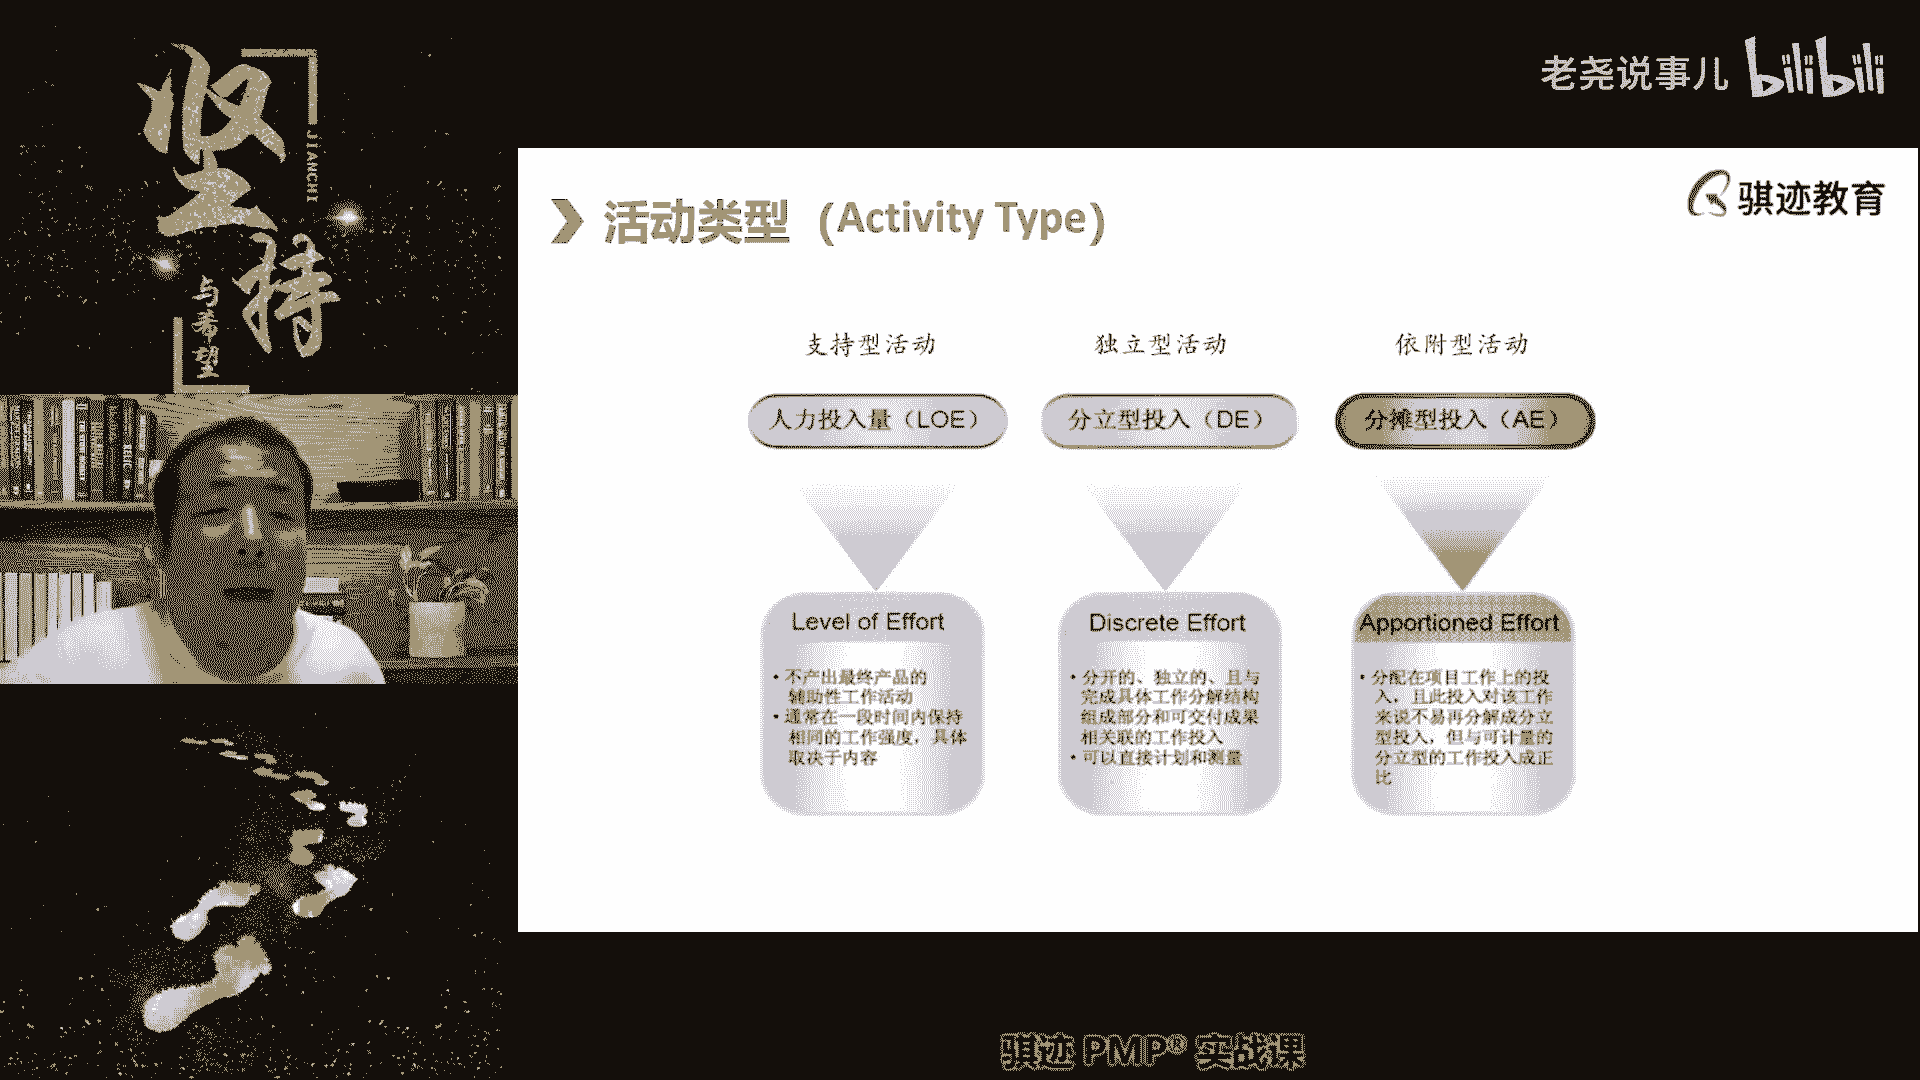 坚持
JIANCHI
与希望
老尧说事儿 bilibili
骐迹教育
活动类型 (Activity Type)
支持型活动
独立型活动
依附型活动
人力投入量（LOE）
分立型投入（DE）
分摊型投入（AE）
Level of Effort
• 不产出最终产品的
辅助性工作活动
• 通常在一段时间内保持
相同的工作强度，具体
取决于内容
Discrete Effort
• 分开的、独立的、且与
完成具体工作分解结构
组成部分和可交付成果
相关联的工作投入
• 可以直接计划和测量
Apportioned Effort
• 分配在项目工作上的投
入，且此投入对该工作
来说不易再分解成分立
型投入，但与可计量的
分立型的工作投入成正
比
骐迹 PMP® 实战课